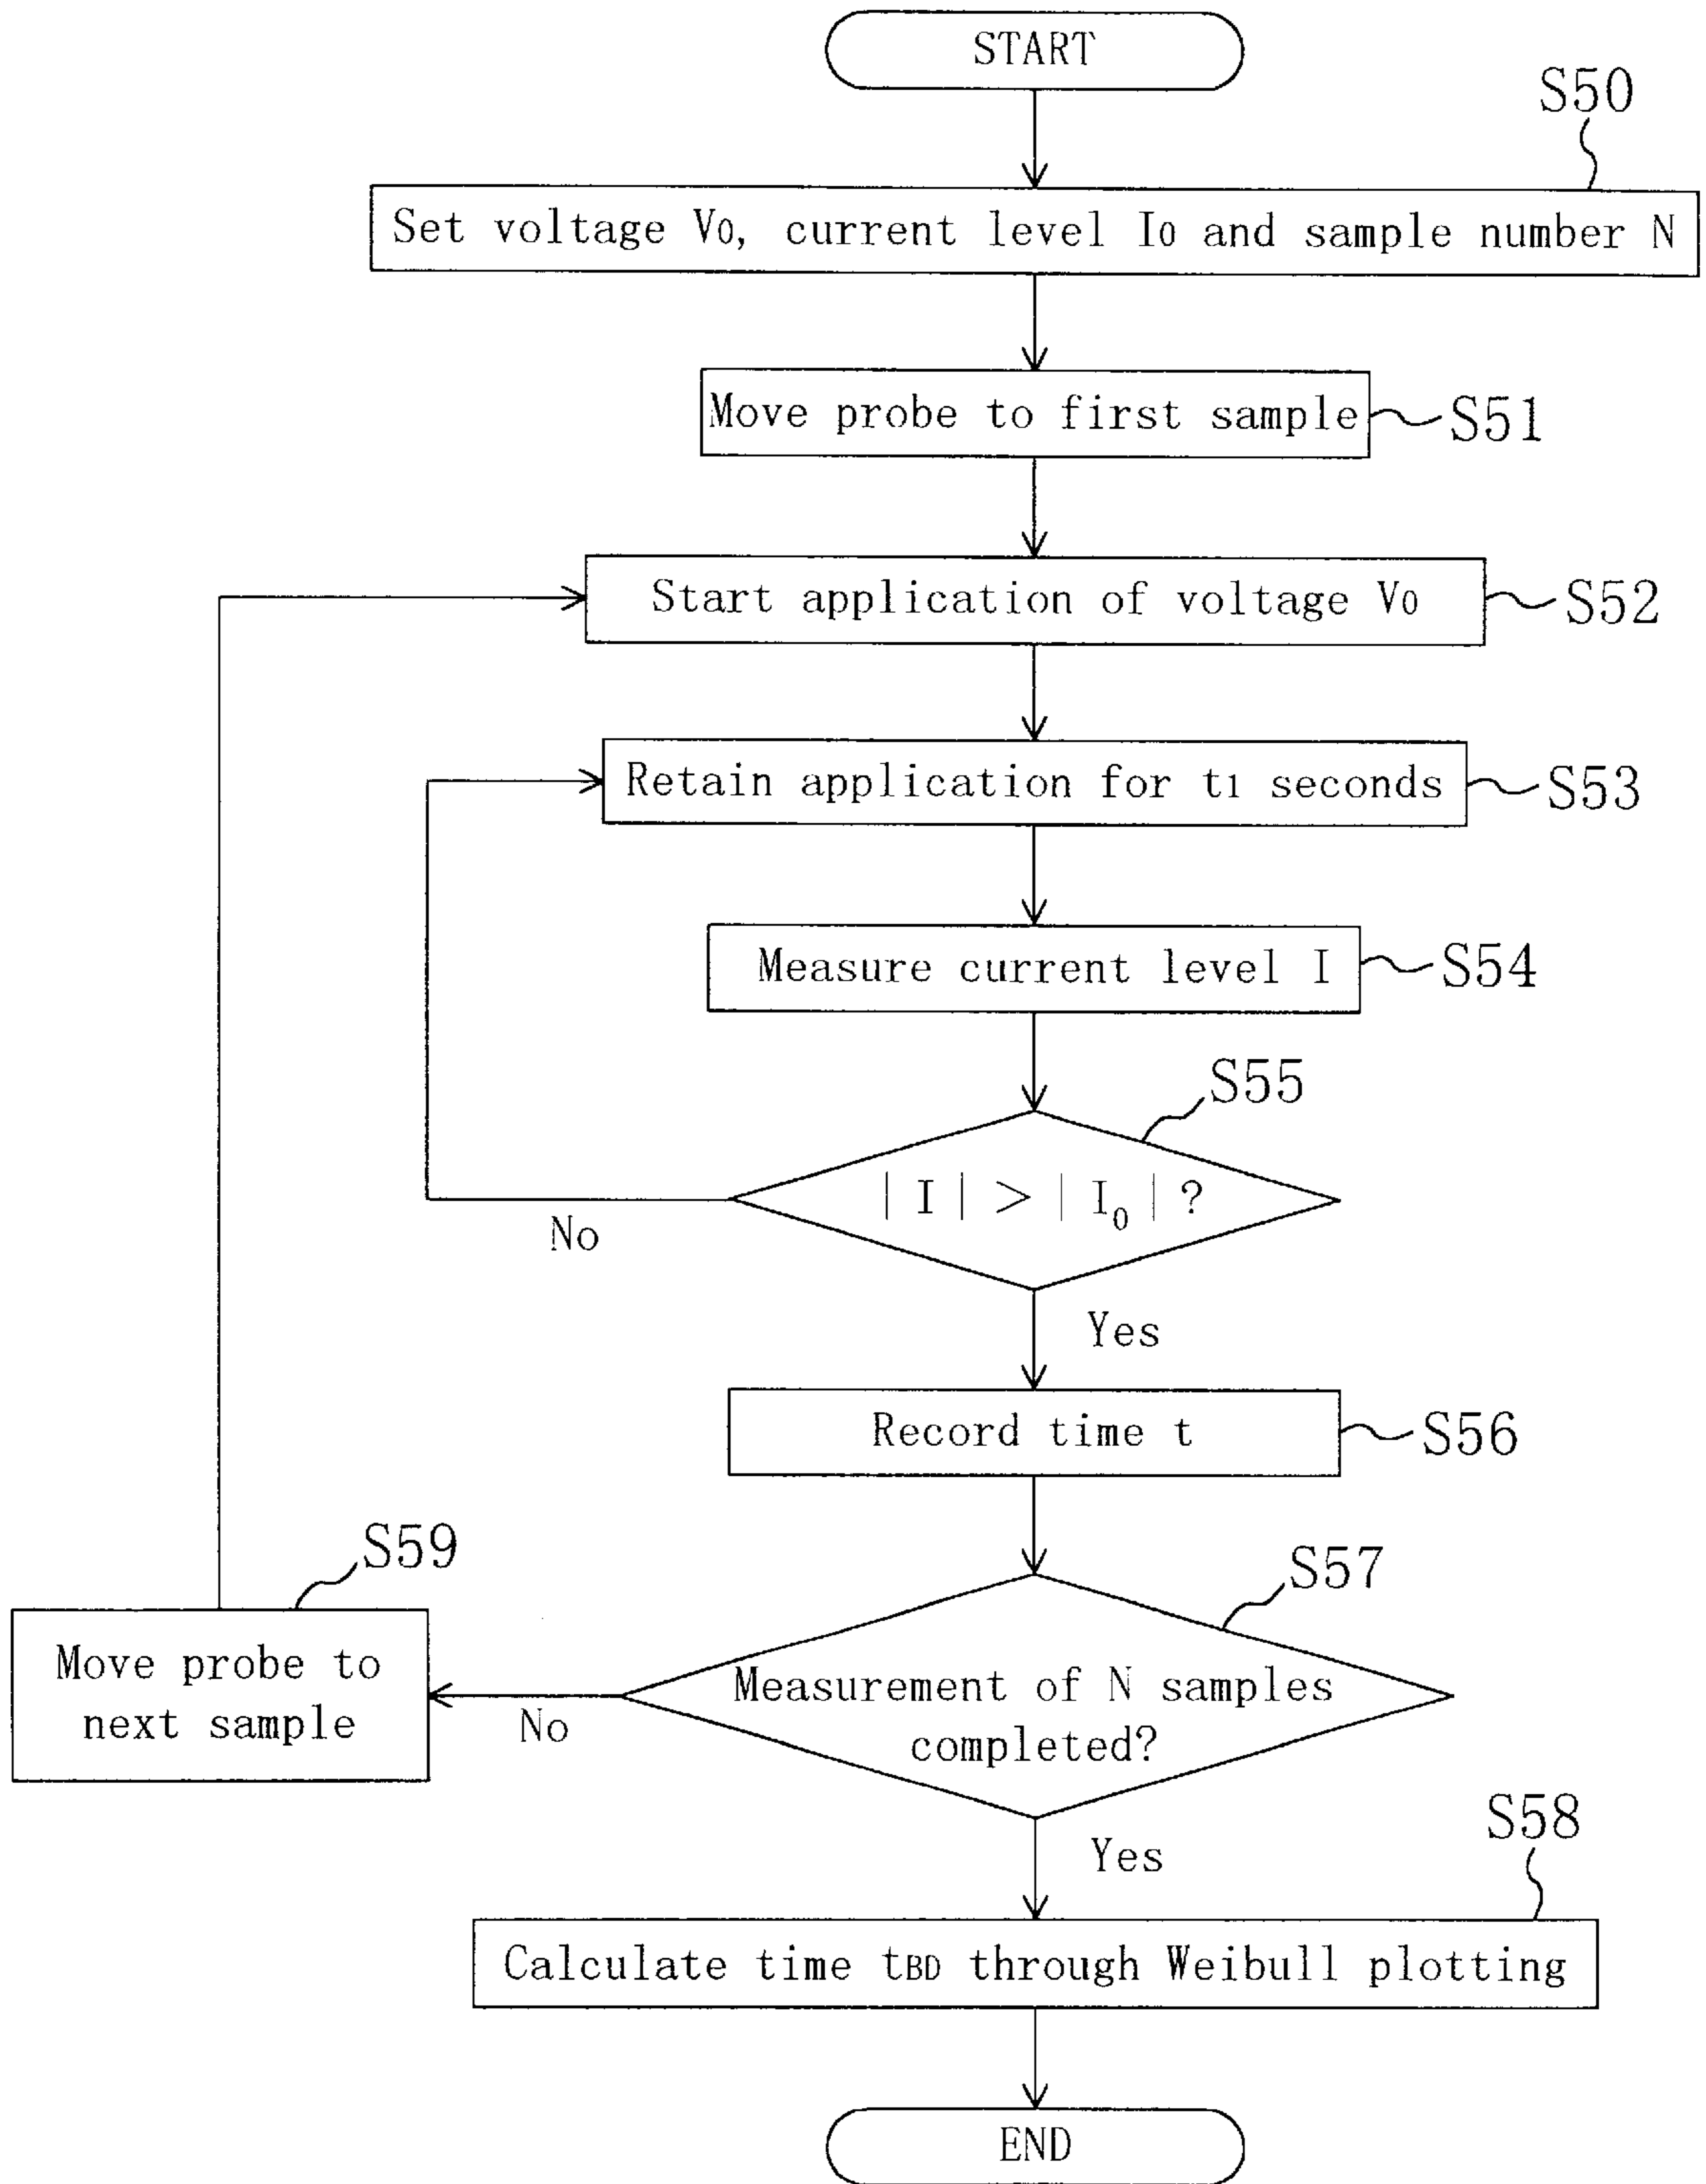 START
S50
Set voltage V0, current level I0 and sample number N
Move probe to first sample
S51
Start application of voltage V0
S52
Retain application for t1 seconds
S53
Measure current level I
S54
S55
| I | > | I0 | ?
No
Yes
Record time t
S56
S59
S57
Move probe to
next sample
No
Measurement of N samples
completed?
Yes
S58
Calculate time tBD through Weibull plotting
END